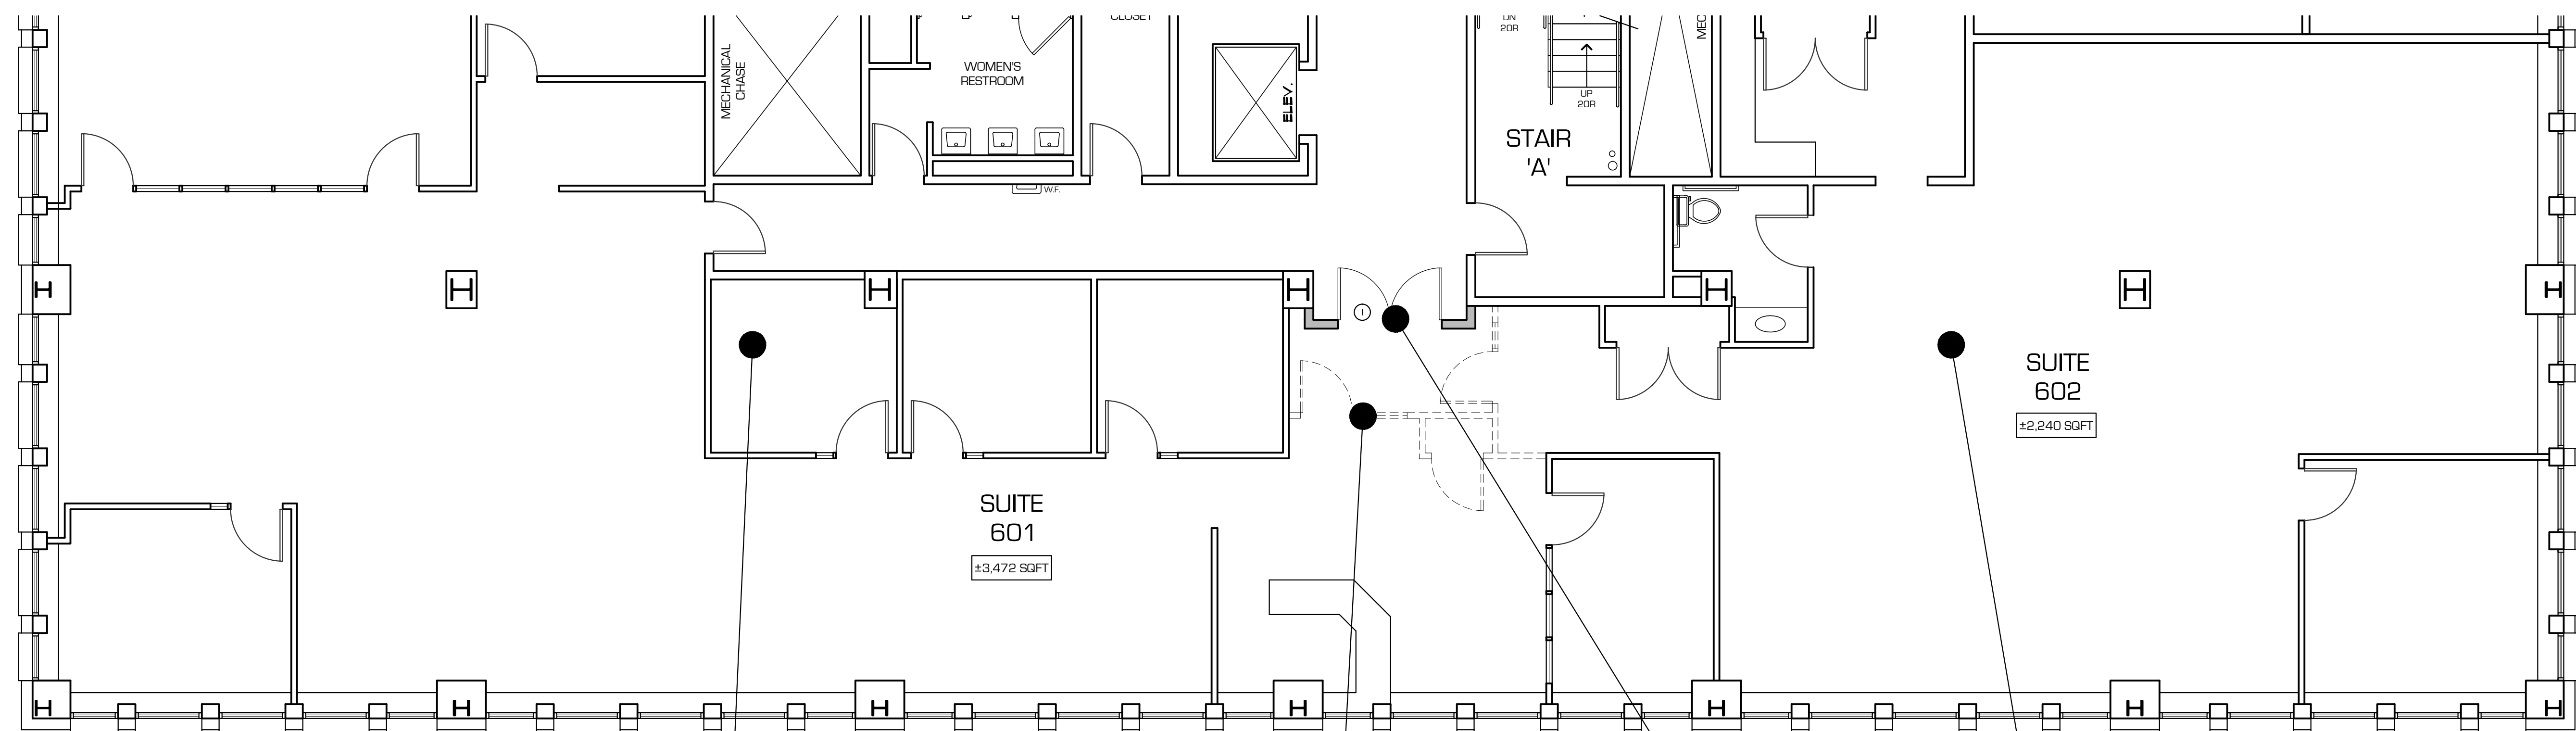 CLOSET
DN
20R
MEC
MECHANICAL
CHASE
WOMEN'S
RESTROOM
ELEV.
UP
20R
STAIR
'A'
W.F.
SUITE
602
±2,240 SQFT
SUITE
601
±3,472 SQFT